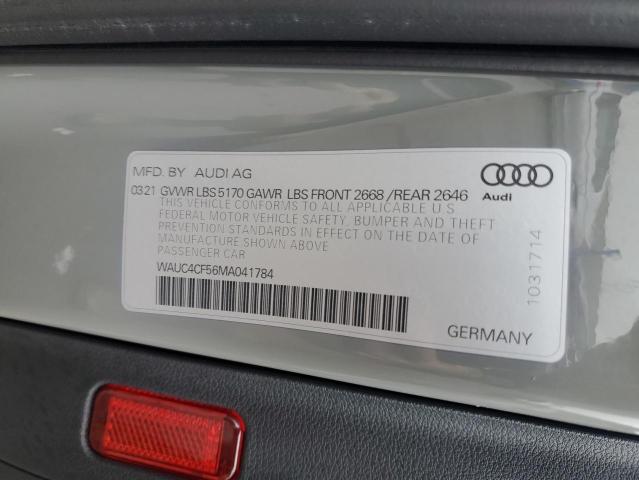 MFD. BY AUDI AG
0321 GVWR LBS 5170 GAWR LBS FRONT 2668 /REAR 2646
THIS VEHICLE CONFORMS TO ALL APPLICABLE U S
FEDERAL MOTOR VEHICLE SAFETY, BUMPER AND THEFT
PREVENTION STANDARDS IN EFFECT ON THE DATE OF
MANUFACTURE SHOWN ABOVE
PASSENGER CAR
WAUC4CF56MA041784
Audi
1031714
GERMANY